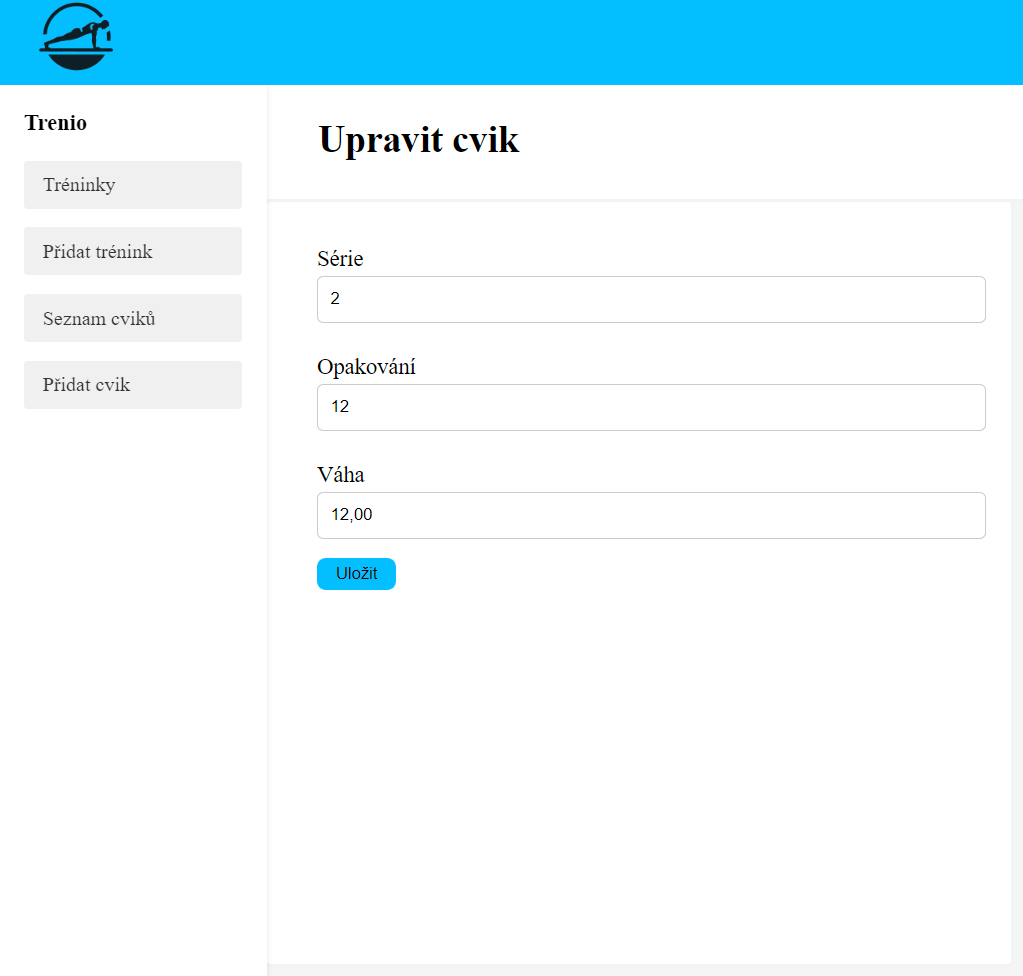 Trenio
Tréninky
Přidat trénink
Seznam cviků
Přidat cvik
Upravit cvik
Série
2
Opakování
12
Váha
12,00
Uložit